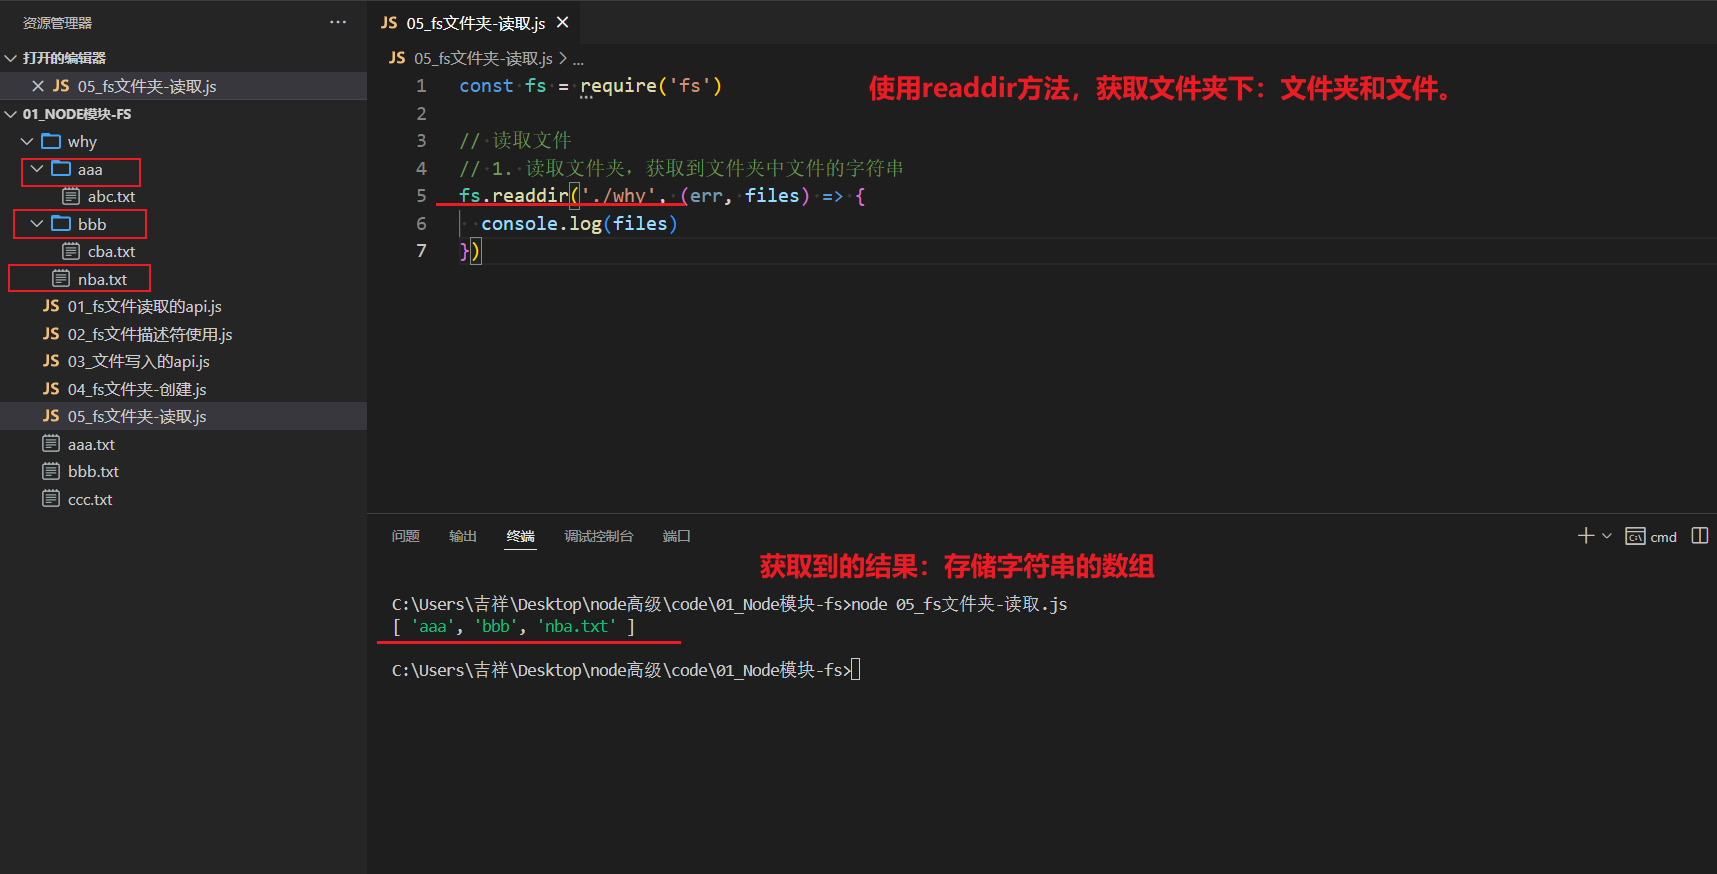 资源管理器
···
打开的编辑器
JS 05_fs文件夹-读取.js
01_NODE模块-FS
why
aaa
abc.txt
bbb
cba.txt
nba.txt
JS 01_fs文件读取的api.js
JS 02_fs文件描述符使用.js
JS 03_文件写入的api.js
JS 04_fs文件夹-创建.js
JS 05_fs文件夹-读取.js
aaa.txt
bbb.txt
ccc.txt
JS 05_fs文件夹-读取.js
JS 05_fs文件夹-读取.js > ...
使用readdir方法，获取文件夹下：文件夹和文件。
1 const fs = require('fs')
2
3 // 读取文件
4 // 1. 读取文件夹，获取到文件夹中文件的字符串
5 fs.readdir('./why', (err, files) => {
6 console.log(files)
7 })
问题 输出 终端 调试控制台 端口
cmd
获取到的结果：存储字符串的数组
C:\Users\吉祥\Desktop\node高级\code\01_Node模块-fs>node 05_fs文件夹-读取.js
[ 'aaa', 'bbb', 'nba.txt' ]
C:\Users\吉祥\Desktop\node高级\code\01_Node模块-fs>